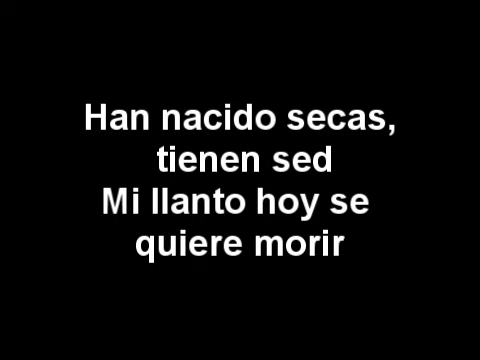 Han nacido secas,
tienen sed
Mi llanto hoy se
quiere morir